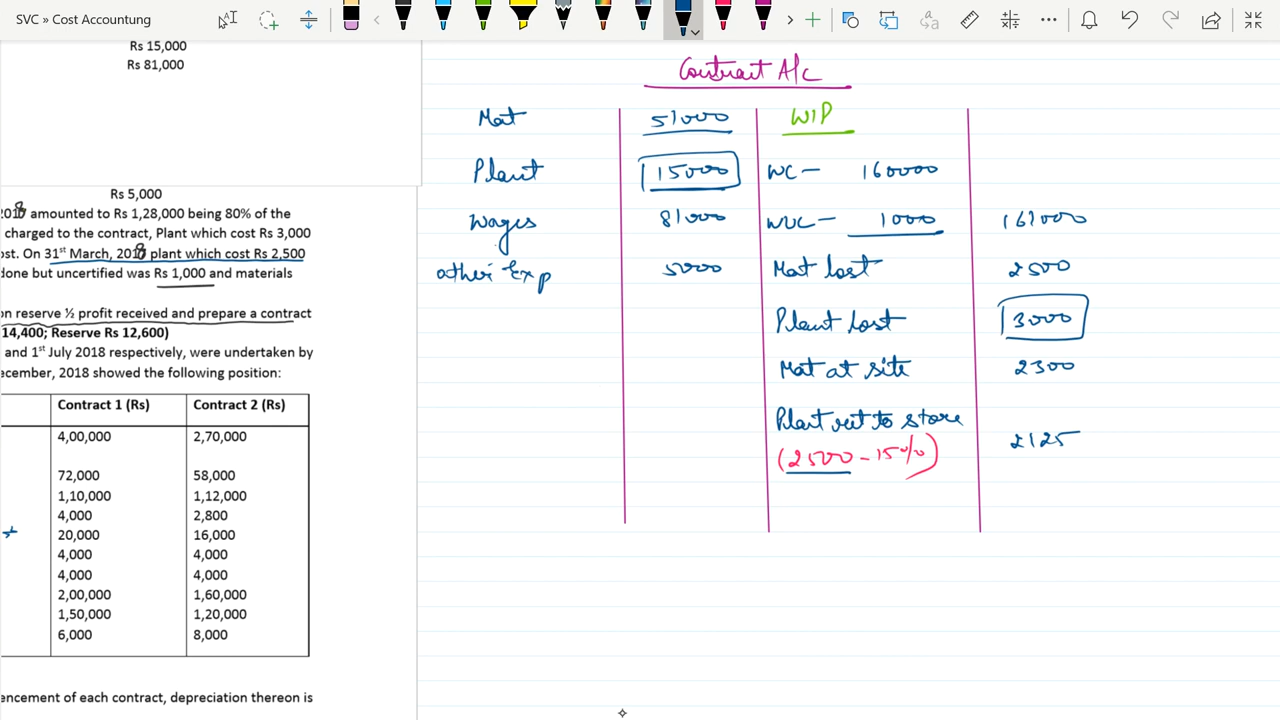 SVC » Cost Accountung
Rs 15,000
Rs 81,000
Rs 5,000
2018 amounted to Rs 1,28,000 being 80% of the
charged to the contract, Plant which cost Rs 3,000
ost. On 31st March, 2018 plant which cost Rs 2,500
done but uncertified was Rs 1,000 and materials
on reserve ½ profit received and prepare a contract
14,400; Reserve Rs 12,600)
and 1st July 2018 respectively, were undertaken by
ecember, 2018 showed the following position:
Contract 1 (Rs) Contract 2 (Rs)
4,00,000 2,70,000
72,000 58,000
1,10,000 1,12,000
4,000 2,800
20,000 16,000
4,000 4,000
4,000 4,000
2,00,000 1,60,000
1,50,000 1,20,000
6,000 8,000
encement of each contract, depreciation thereon is
Contract A/c
Mat 51000 WIP
Plant 15000 WC – 160000
Wages 81000 WUC – 1000 161000
other Exp 5000 Mat lost 2500
Plant lost 3000
Mat at site 2300
Plant ret to store
(2500 – 15%) 2125